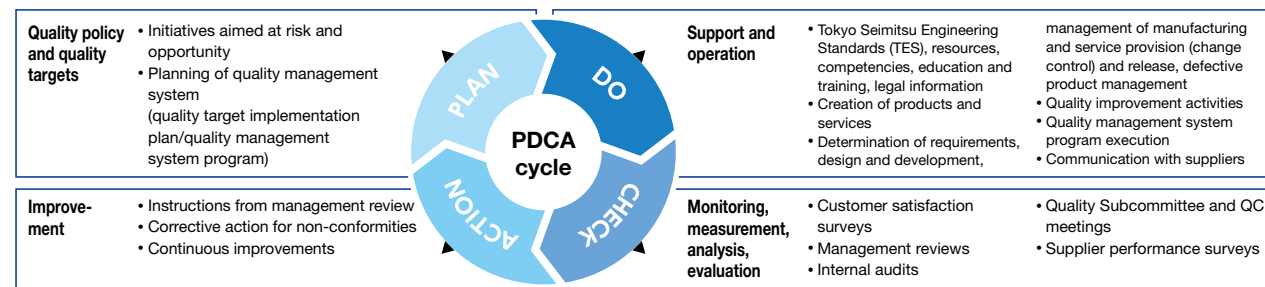 Quality policy
and quality
targets
• Initiatives aimed at risk and
opportunity
• Planning of quality management
system
(quality target implementation
plan/quality management
system program)
PLAN
DO
PDCA
cycle
ACTION
CHECK
Support and
operation
• Tokyo Seimitsu Engineering
Standards (TES), resources,
competencies, education and
training, legal information
• Creation of products and
services
• Determination of requirements,
design and development,
management of manufacturing
and service provision (change
control) and release, defective
product management
• Quality improvement activities
• Quality management system
program execution
• Communication with suppliers
Improve-
ment
• Instructions from management review
• Corrective action for non-conformities
• Continuous improvements
Monitoring,
measurement,
analysis,
evaluation
• Customer satisfaction
surveys
• Management reviews
• Internal audits
• Quality Subcommittee and QC
meetings
• Supplier performance surveys